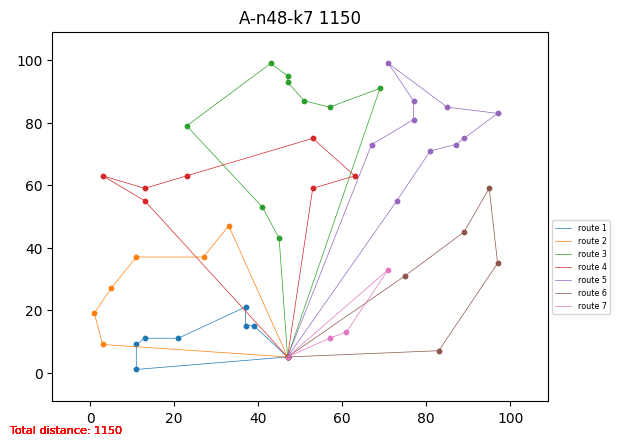 A-n48-k7 1150
100
80
60
40
20
0
0 20 40 60 80 100
route 1
route 2
route 3
route 4
route 5
route 6
route 7
Total distance: 1150